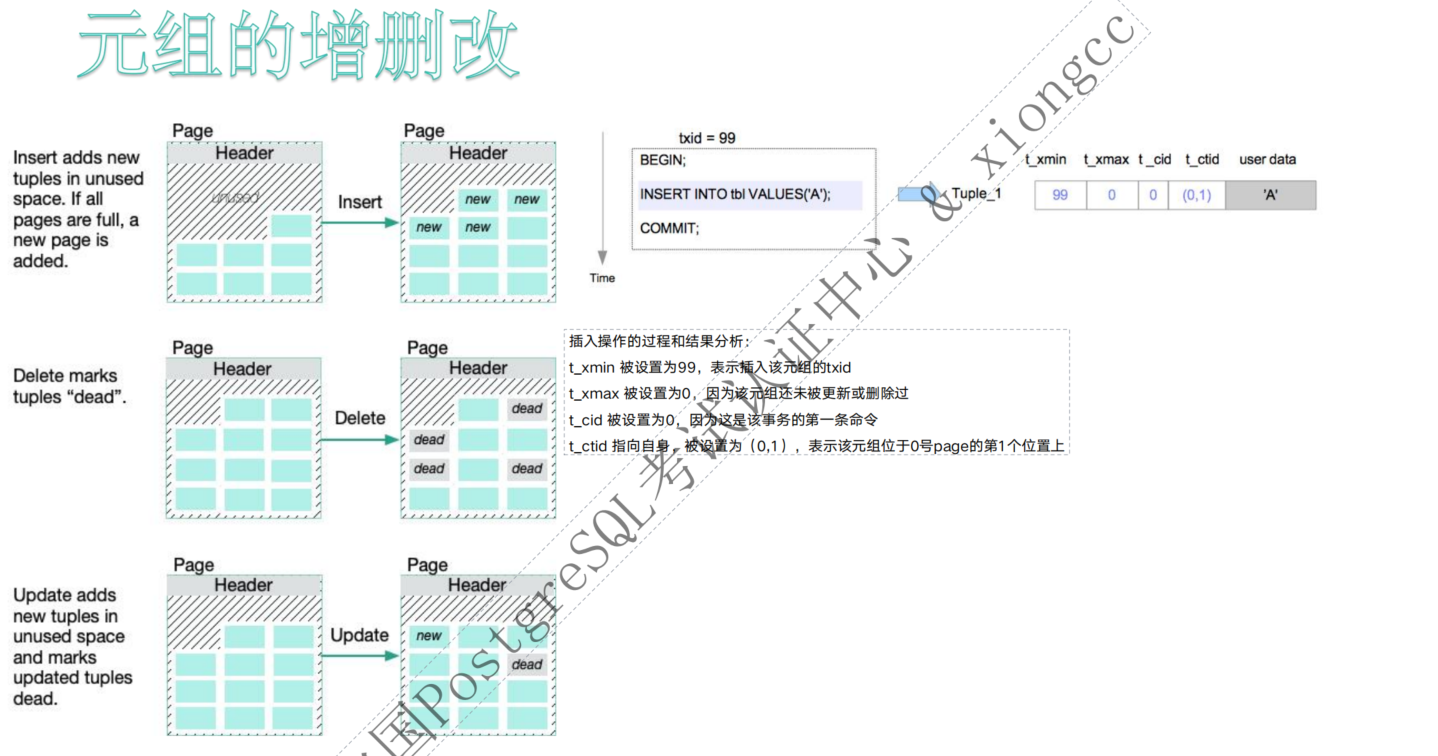 元组的增删改
Insert adds new
tuples in unused
space. If all
pages are full, a
new page is
added.
Page
Header
unused
Insert
Page
Header
new new
new new
Time
txid = 99
BEGIN;
INSERT INTO tbl VALUES('A');
COMMIT;
Tuple_1
t_xmin t_xmax t_cid t_ctid user data
99 0 0 (0,1) 'A'
Delete marks
tuples “dead”.
Page
Header
Delete
Page
Header
dead
dead
dead dead
插入操作的过程和结果分析：
t_xmin 被设置为99，表示插入该元组的txid
t_xmax 被设置为0，因为该元组还未被更新或删除过
t_cid 被设置为0，因为这是该事务的第一条命令
t_ctid 指向自身，被设置为（0,1），表示该元组位于0号page的第1个位置上
Update adds
new tuples in
unused space
and marks
updated tuples
dead.
Page
Header
Update
Page
Header
new
dead
国PostgreSQL考试认证中心 & xiongcc